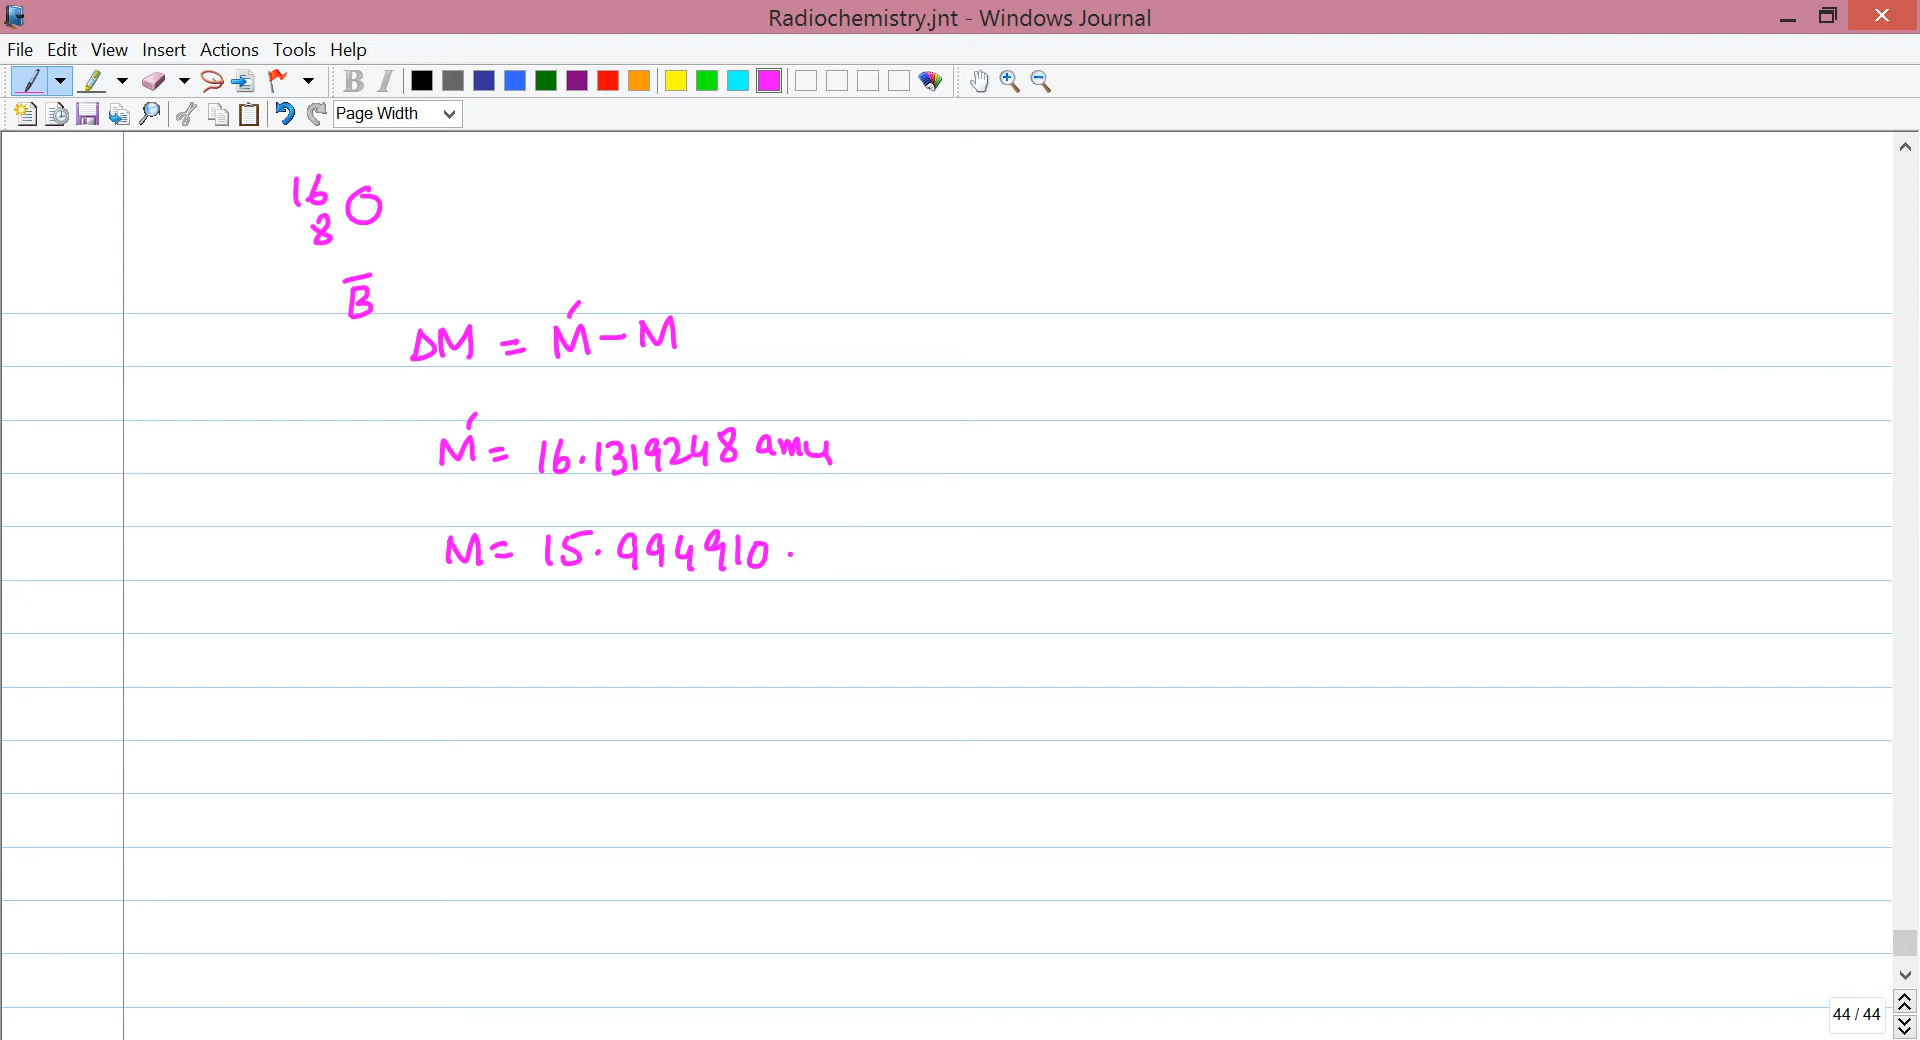 Radiochemistry.jnt - Windows Journal
File Edit View Insert Actions Tools Help
B I
Page Width
16
8 O
B̅
ΔM = Ḿ - M
Ḿ = 16.1319248 amu
M = 15.994910 .
44 / 44